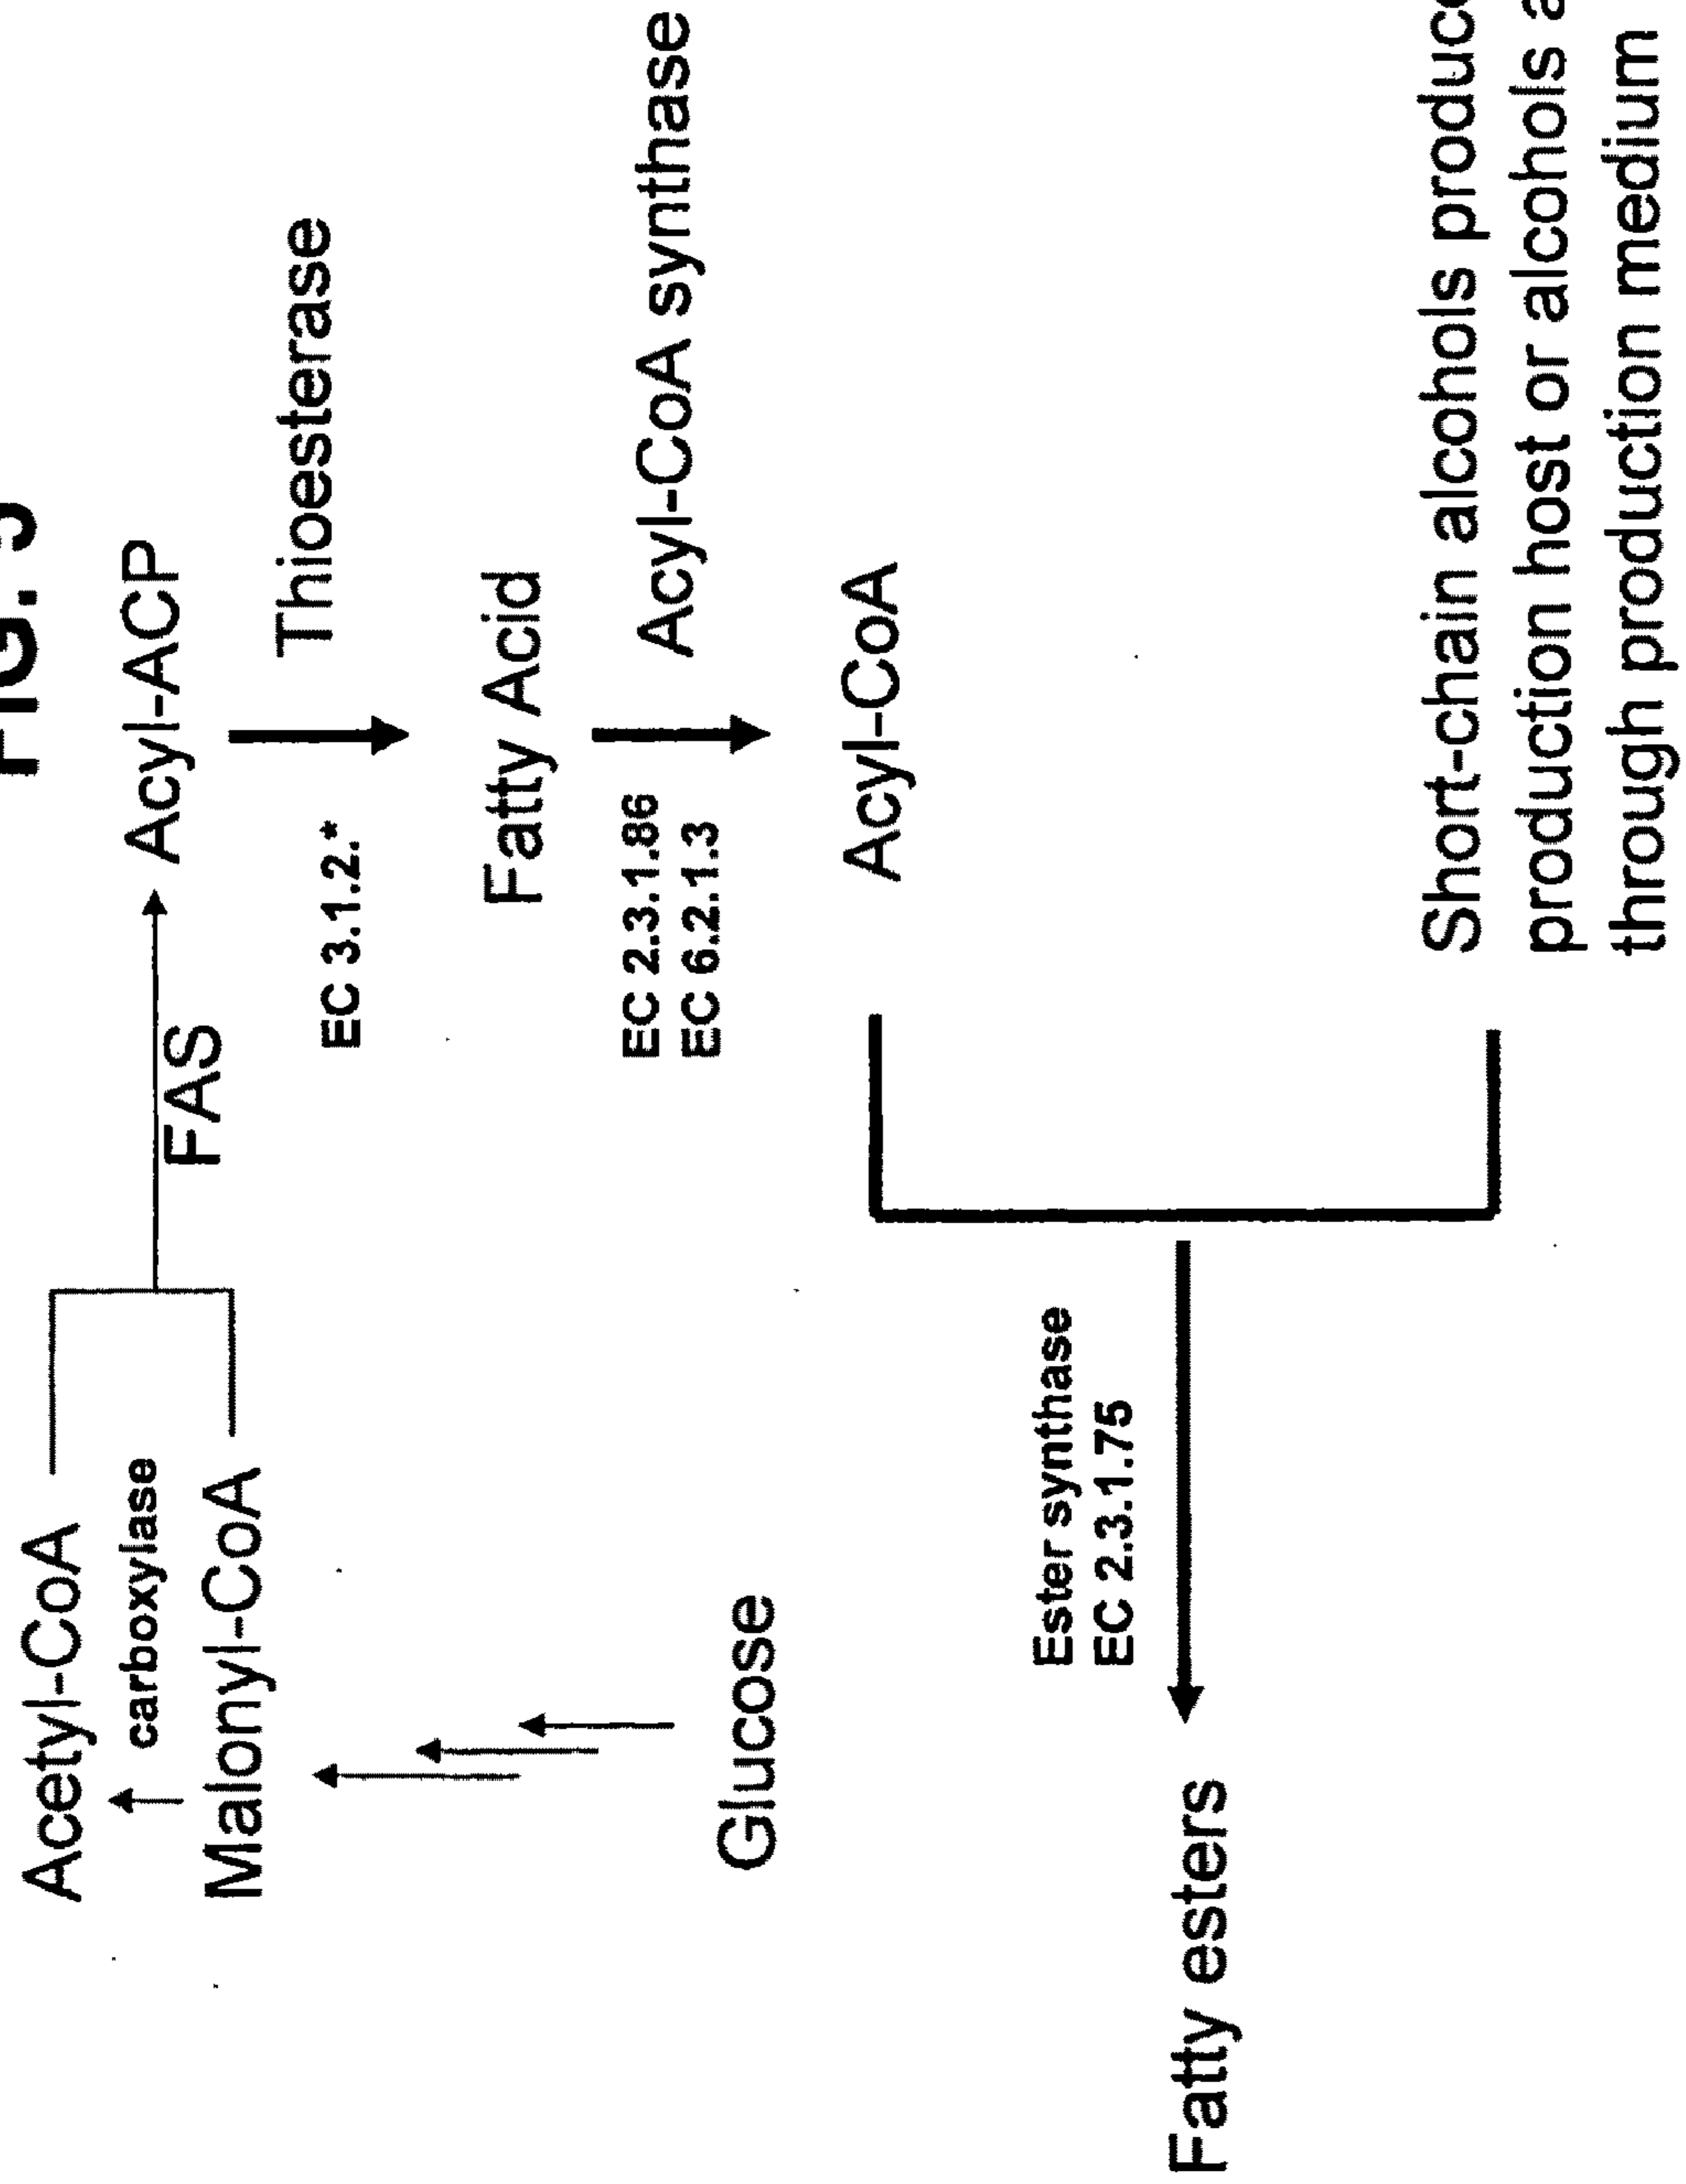 FIG.
Acetyl-CoA
carboxylase
Malonyl-CoA
FAS
Acyl-ACP
EC 3.1.2.*
Thioesterase
Fatty Acid
EC 2.3.1.86
EC 6.2.1.3
Acyl-CoA synthase
Glucose
Acyl-CoA
Ester synthase
EC 2.3.1.75
Fatty esters
Short-chain alcohols
production host or alcohols
through production medium